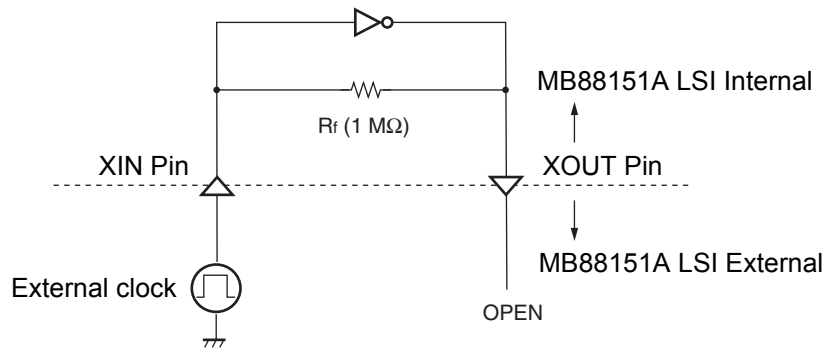 MB88151A LSI Internal
Rf (1 MΩ)
XIN Pin
XOUT Pin
MB88151A LSI External
External clock
OPEN